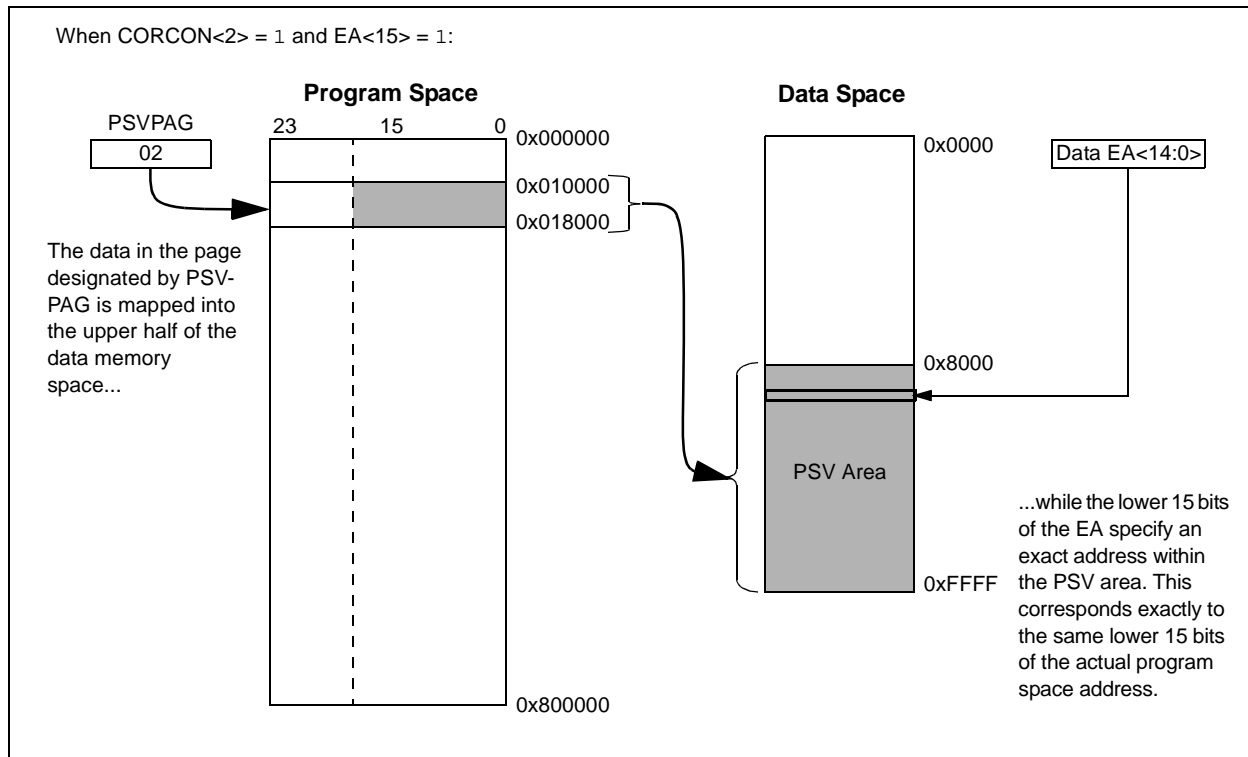 When CORCON<2> = 1 and EA<15> = 1:
Program Space
Data Space
PSVPAG
02
23 15 0
0x000000
0x010000
0x018000
0x800000
The data in the page
designated by PSV-
PAG is mapped into
the upper half of the
data memory
space...
0x0000
0x8000
PSV Area
0xFFFF
Data EA<14:0>
...while the lower 15 bits
of the EA specify an
exact address within
the PSV area. This
corresponds exactly to
the same lower 15 bits
of the actual program
space address.